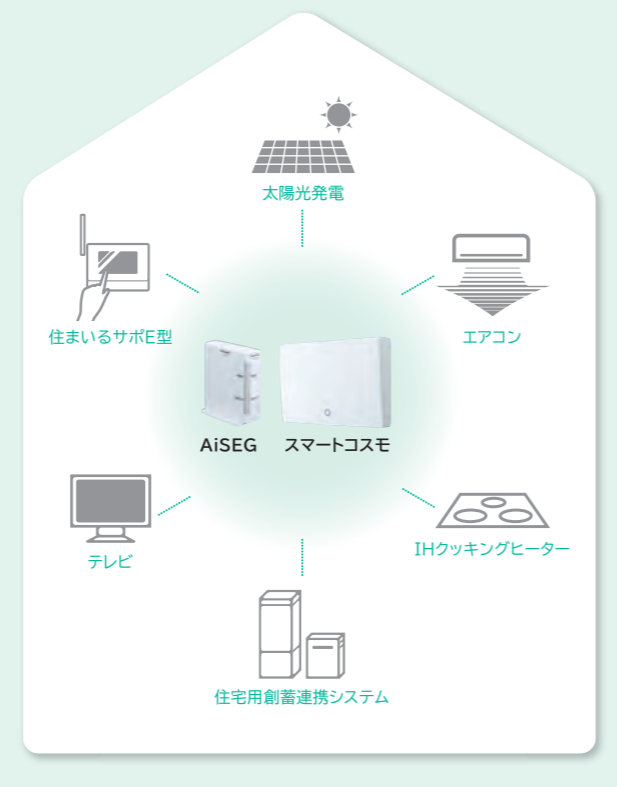 太陽光発電
住まいるサポE型
エアコン
AiSEG
スマートコスモ
テレビ
IHクッキングヒーター
住宅用創蓄連携システム